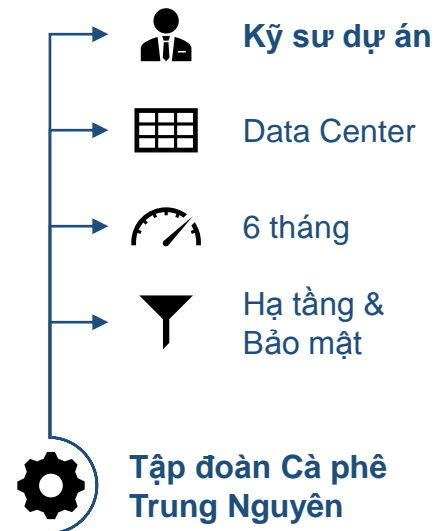 Kỹ sư dự án
Data Center
6 tháng
Hạ tầng &
Bảo mật
Tập đoàn Cà phê
Trung Nguyên